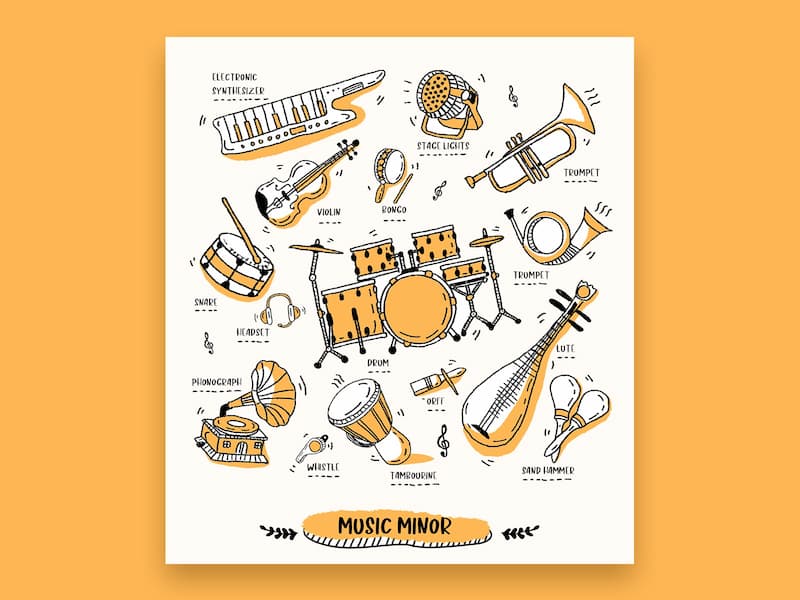 ELECTRONIC
SYNTHESIZER
STAGE LIGHTS
TRUMPET
VIOLIN
BONGO
TRUMPET
SNARE
HEADSET
DRUM
LUTE
PHONOGRAPH
ORFF
WHISTLE
TAMBOURINE
SAND HAMMER
MUSIC MINOR